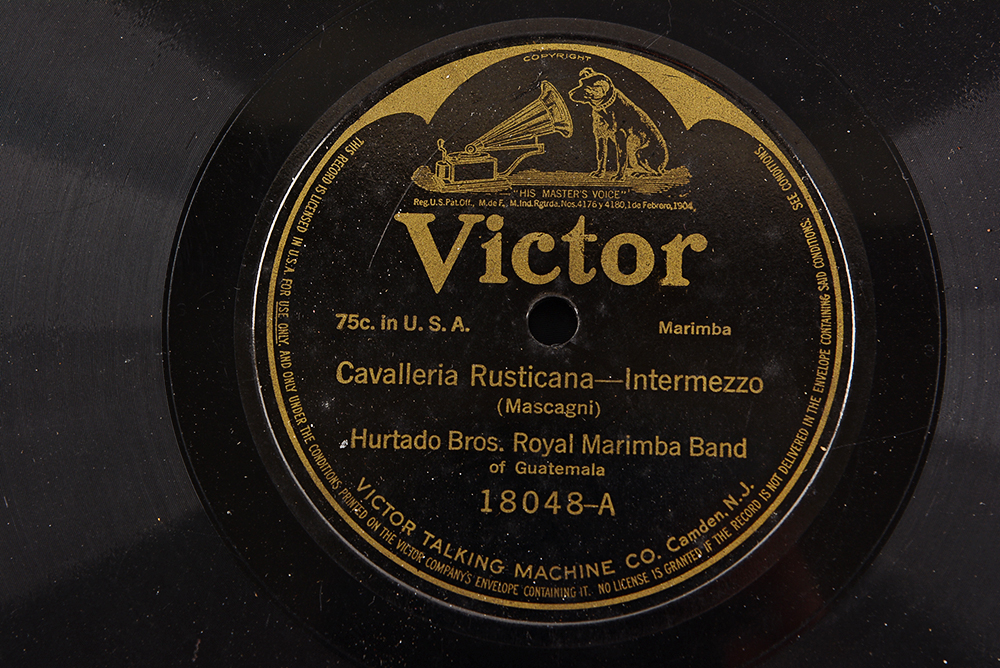 COPYRIGHT
"HIS MASTER'S VOICE"
Reg.U.S.Pat.Off., M.de F., M.Ind.Rgtrda.Nos.4176 y 4180,1 de Febrero,1904,
Victor
75c. in U. S. A.
Marimba
Cavalleria Rusticana—Intermezzo
(Mascagni)
Hurtado Bros. Royal Marimba Band
of Guatemala
18048-A
VICTOR TALKING MACHINE CO. Camden, N.J.
THIS RECORD IS LICENSED IN U.S.A. FOR USE ONLY, AND ONLY UNDER THE CONDITIONS PRINTED ON THE VICTOR COMPANY'S ENVELOPE CONTAINING IT. NO LICENSE IS GRANTED IF THE RECORD IS NOT DELIVERED IN THE ENVELOPE CONTAINING SAID CONDITIONS. SEE CONDITIONS.